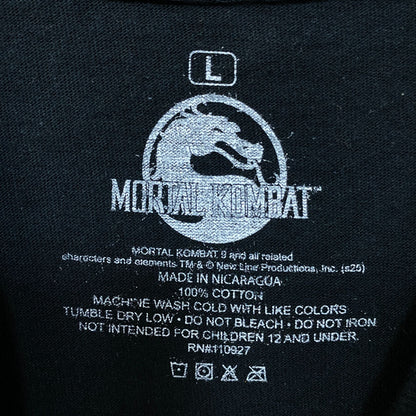 L
MORTAL KOMBAT
MORTAL KOMBAT 9 and all related
characters and elements TM & © New Line Productions, Inc. (s20)
MADE IN NICARAGUA
100% COTTON
MACHINE WASH COLD WITH LIKE COLORS
TUMBLE DRY LOW • DO NOT BLEACH • DO NOT IRON
NOT INTENDED FOR CHILDREN 12 AND UNDER.
RN#110927